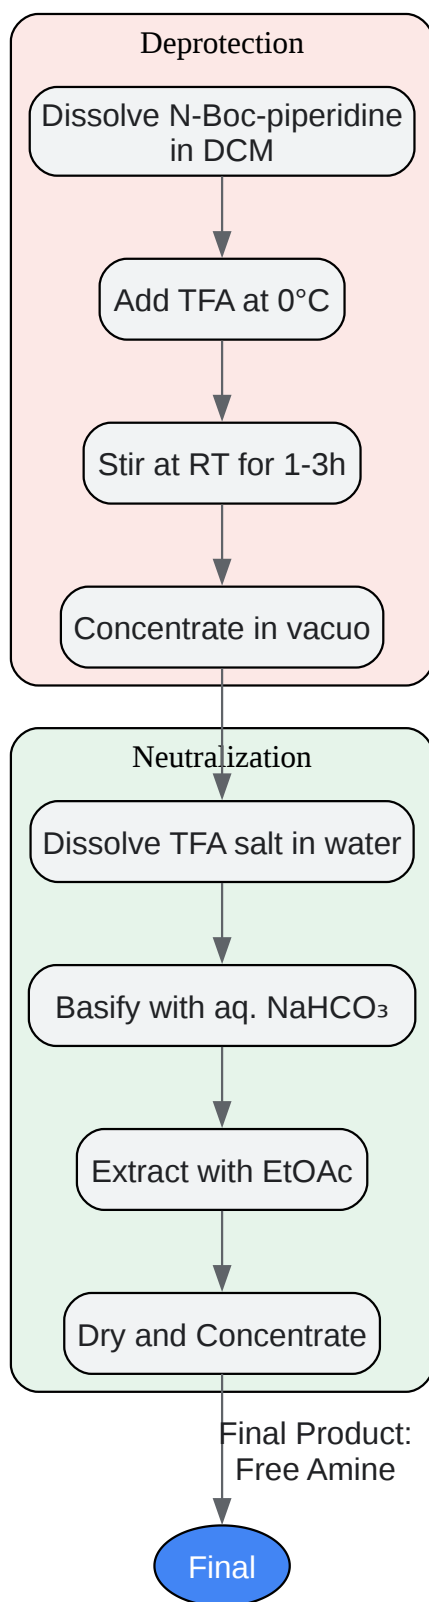 Deprotection
Dissolve N-Boc-piperidine
in DCM
Add TFA at 0°C
Stir at RT for 1-3h
Concentrate in vacuo
Neutralization
Dissolve TFA salt in water
Basify with aq. NaHCO₃
Extract with EtOAc
Dry and Concentrate
Final Product:
Free Amine
Final